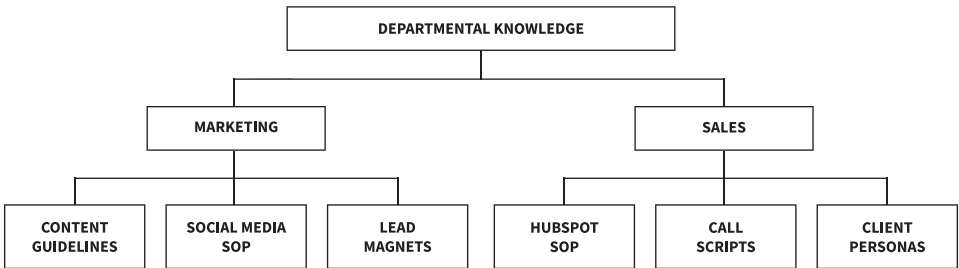 DEPARTMENTAL KNOWLEDGE
MARKETING
SALES
CONTENT
GUIDELINES
SOCIAL MEDIA
SOP
LEAD
MAGNETS
HUBSPOT
SOP
CALL
SCRIPTS
CLIENT
PERSONAS